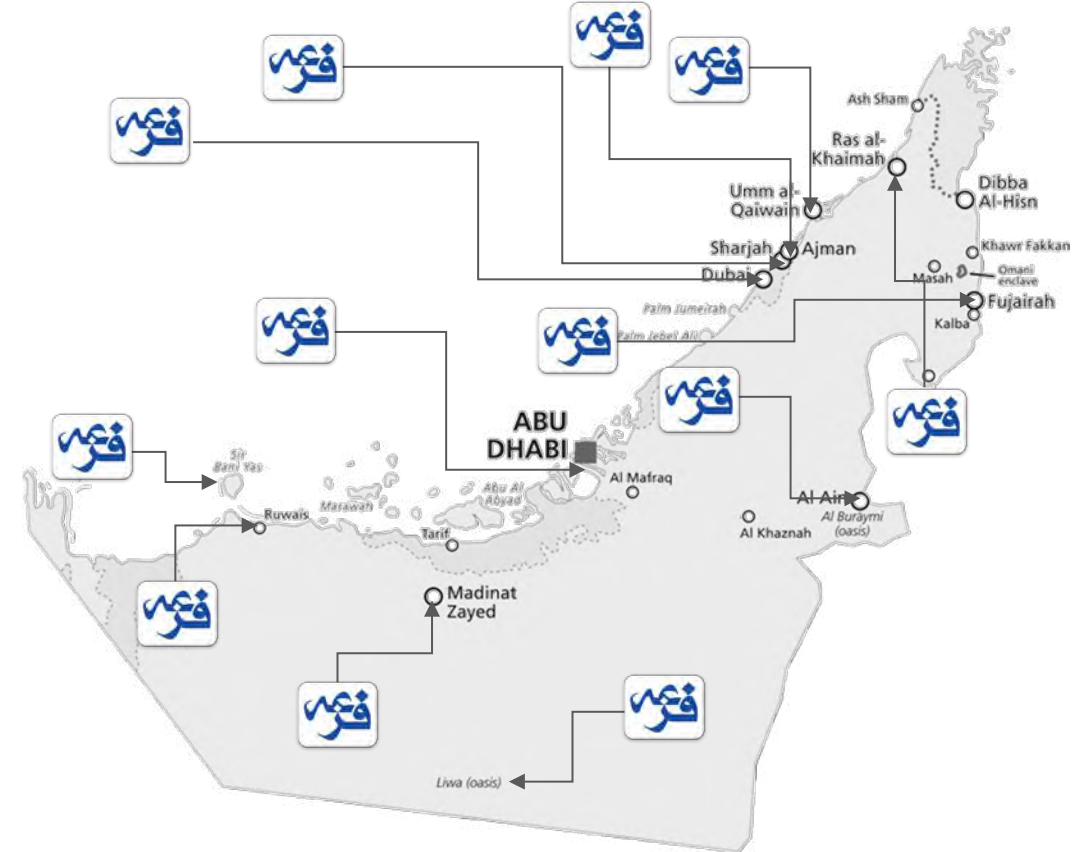 Ash Sham
Ras al-
Khaimah
Dibba
Al-Hisn
Umm al-
Qaiwain
Khawr Fakkan
Sharjah
Ajman
Masah
Omani
enclave
Dubai
Fujairah
Palm Jumeirah
Kalba
Palm Jebel Ali
ABU
DHABI
Sir
Bani Yas
Al Mafraq
Abu Al
Abyad
Masawah
Al Ain
Ruwais
Al Buraymi
(oasis)
Tarif
Al Khaznah
Madinat
Zayed
Liwa (oasis)